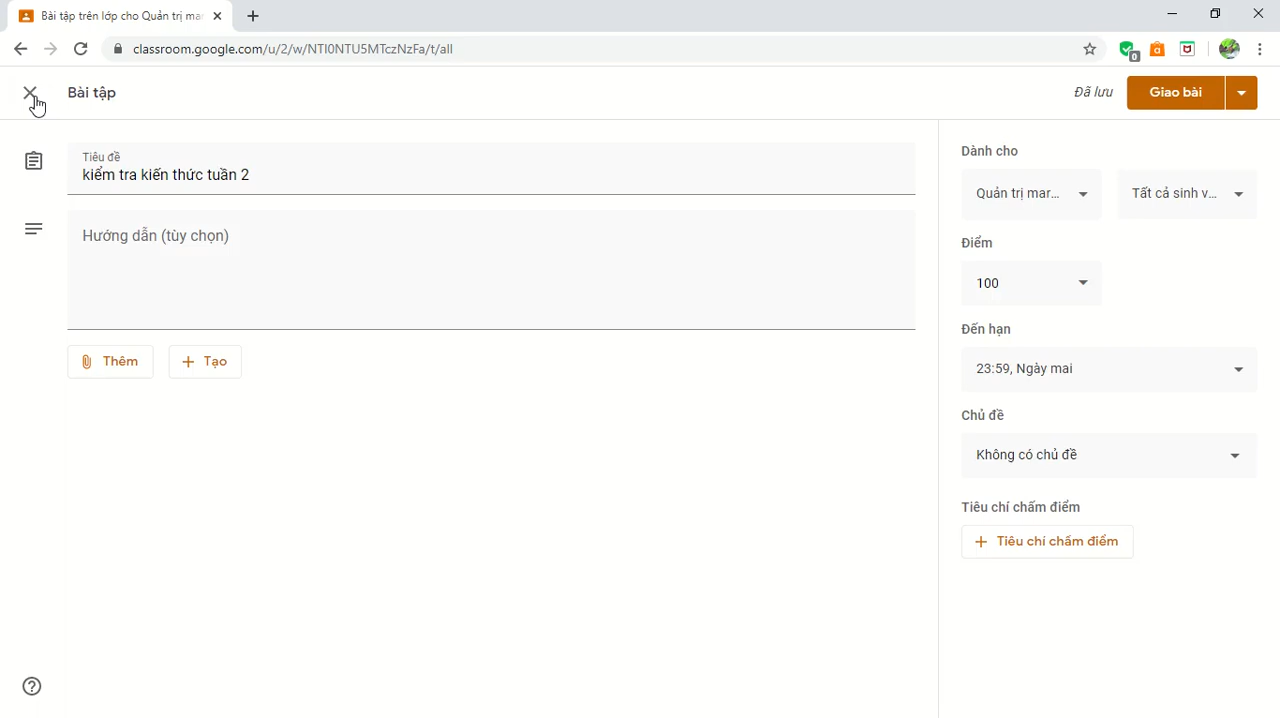 Bài tập trên lớp cho Quản trị mar
classroom.google.com/u/2/w/NTI0NTU5MTczNzFa/t/all
0
Bài tập
Đã lưu
Giao bài
Tiêu đề
kiểm tra kiến thức tuần 2
Hướng dẫn (tùy chọn)
Thêm
Tạo
Dành cho
Quản trị mar...
Tất cả sinh v...
Điểm
100
Đến hạn
23:59, Ngày mai
Chủ đề
Không có chủ đề
Tiêu chí chấm điểm
Tiêu chí chấm điểm